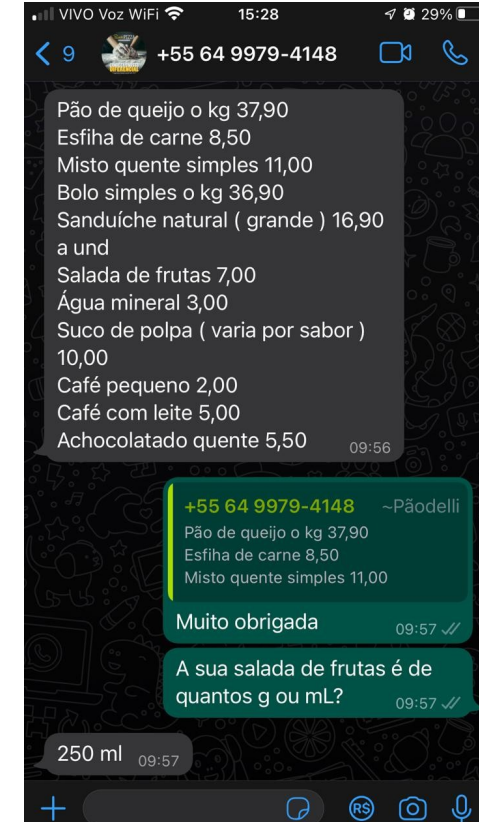 VIVO Voz WiFi 15:28 29%
9 +55 64 9979-4148
Pão de queijo o kg 37,90
Esfiha de carne 8,50
Misto quente simples 11,00
Bolo simples o kg 36,90
Sanduíche natural ( grande ) 16,90
a und
Salada de frutas 7,00
Água mineral 3,00
Suco de polpa ( varia por sabor )
10,00
Café pequeno 2,00
Café com leite 5,00
Achocolatado quente 5,50 09:56
+55 64 9979-4148 ~Pãodelli
Pão de queijo o kg 37,90
Esfiha de carne 8,50
Misto quente simples 11,00
Muito obrigada 09:57
A sua salada de frutas é de
quantos g ou mL? 09:57
250 ml 09:57
R$